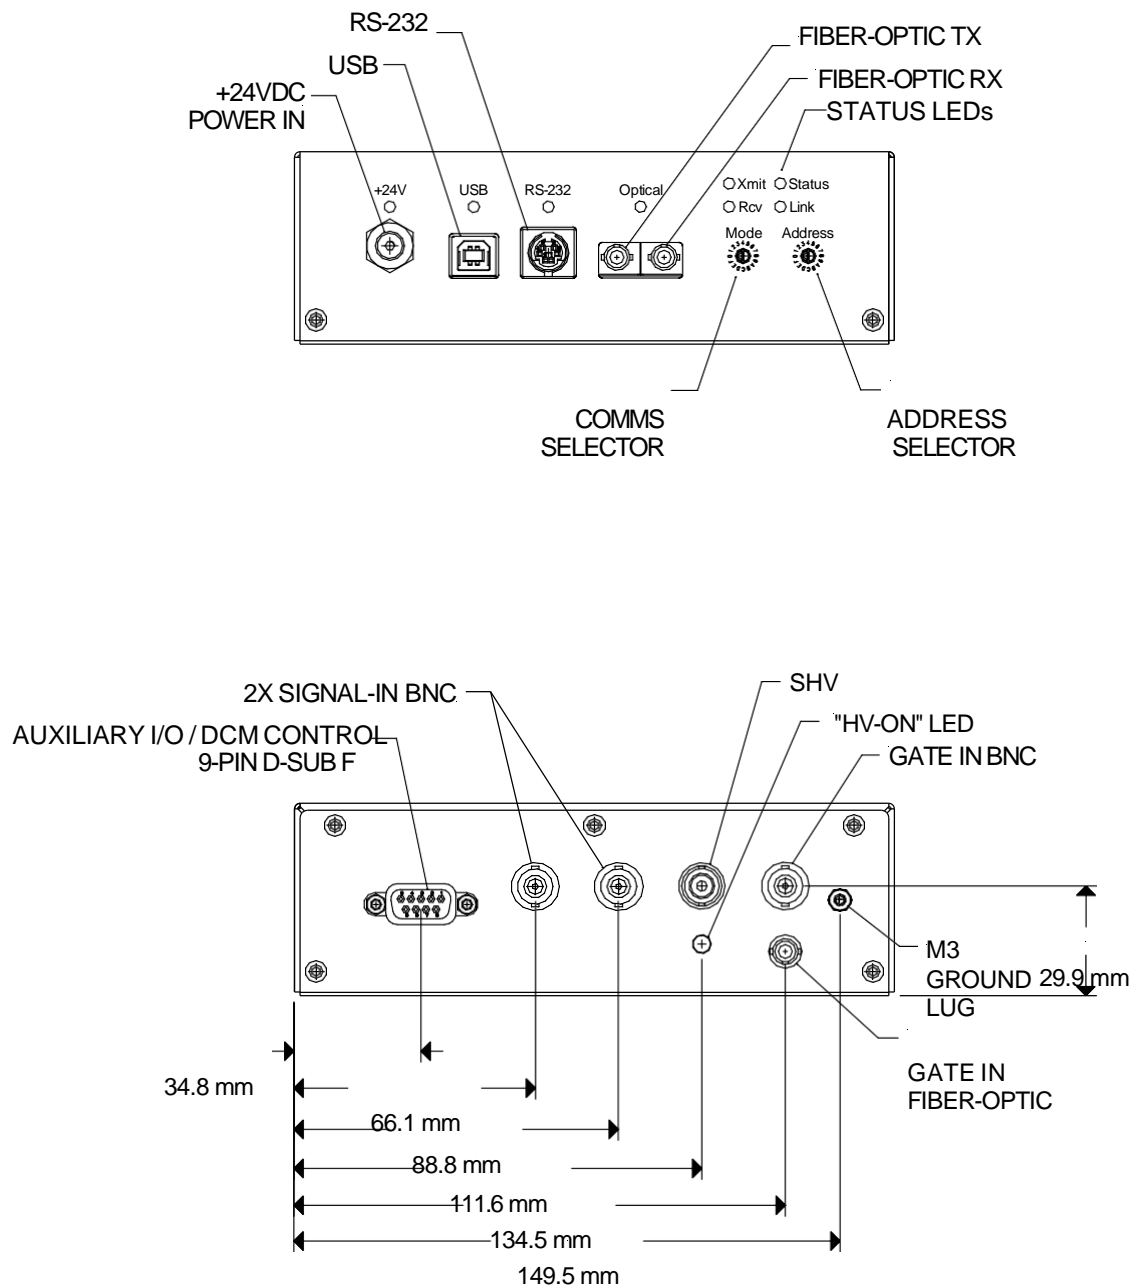 RS-232
FIBER-OPTIC TX
USB
FIBER-OPTIC RX
+24VDC
POWER IN
STATUS LEDs
+24V
USB
RS-232
Optical
Xmit
Status
Rcv
Link
Mode
Address
COMMS
SELECTOR
ADDRESS
SELECTOR
2X SIGNAL-IN BNC
SHV
AUXILIARY I/O / DCM CONTROL
9-PIN D-SUB F
"HV-ON" LED
GATE IN BNC
M3
GROUND
LUG
29.9 mm
GATE IN
FIBER-OPTIC
34.8 mm
66.1 mm
88.8 mm
111.6 mm
134.5 mm
149.5 mm